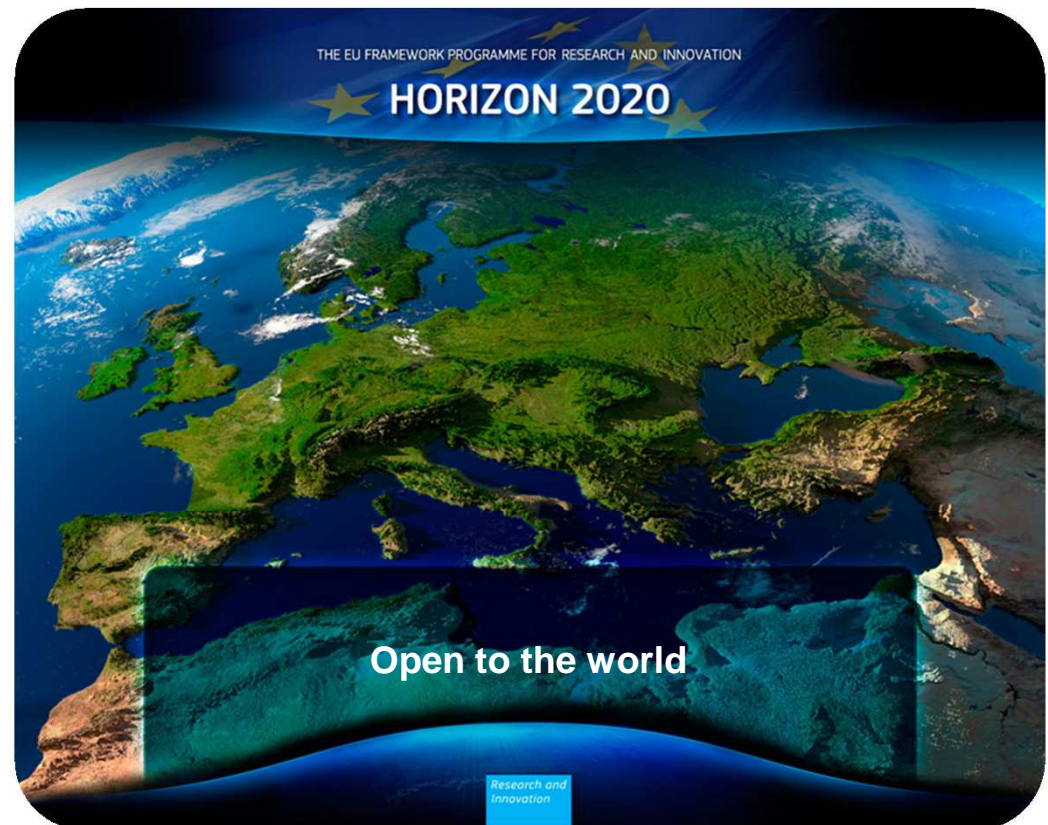 THE EU FRAMEWORK PROGRAMME FOR RESEARCH AND INNOVATION
HORIZON 2020
Open to the world
Research and
Innovation